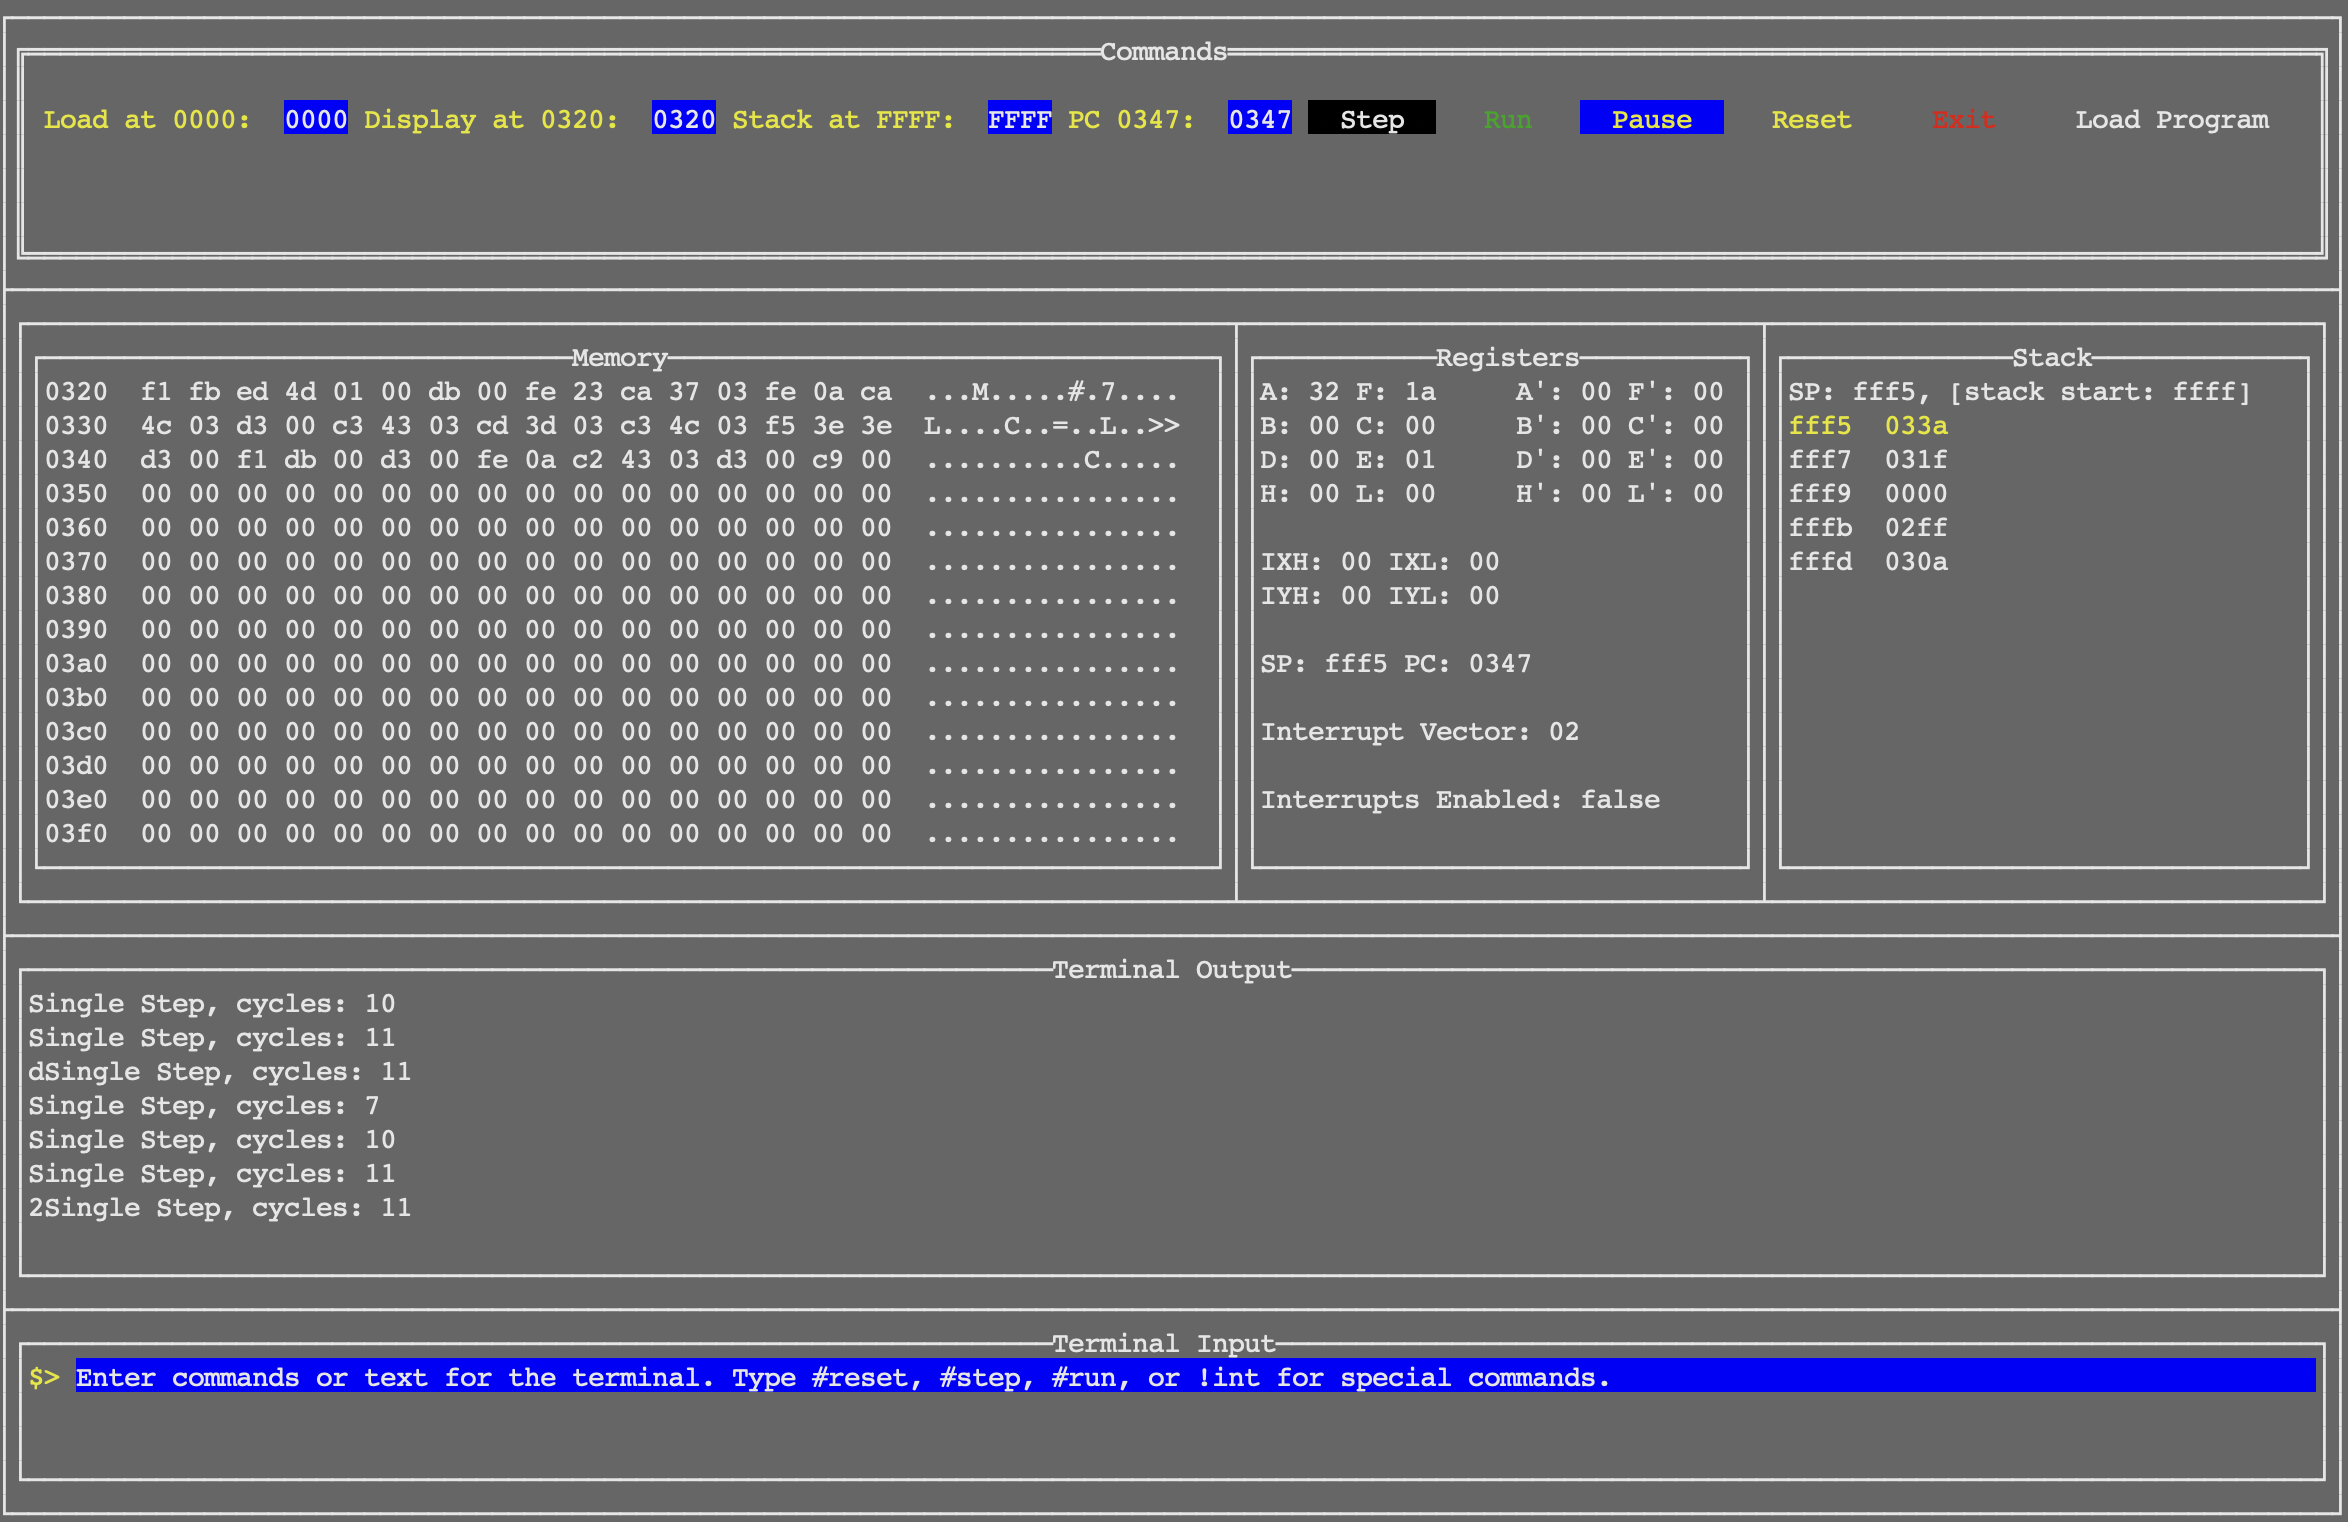 Commands
Load at 0000: 0000 Display at 0320: 0320 Stack at FFFF: FFFF PC 0347: 0347 Step Run Pause Reset Exit Load Program
Memory
0320 f1 fb ed 4d 01 00 db 00 fe 23 ca 37 03 fe 0a ca ...M.....#.7....
0330 4c 03 d3 00 c3 43 03 cd 3d 03 c3 4c 03 f5 3e 3e L....C..=..L..>>
0340 d3 00 f1 db 00 d3 00 fe 0a c2 43 03 d3 00 c9 00 ..........C.....
0350 00 00 00 00 00 00 00 00 00 00 00 00 00 00 00 00 ................
0360 00 00 00 00 00 00 00 00 00 00 00 00 00 00 00 00 ................
0370 00 00 00 00 00 00 00 00 00 00 00 00 00 00 00 00 ................
0380 00 00 00 00 00 00 00 00 00 00 00 00 00 00 00 00 ................
0390 00 00 00 00 00 00 00 00 00 00 00 00 00 00 00 00 ................
03a0 00 00 00 00 00 00 00 00 00 00 00 00 00 00 00 00 ................
03b0 00 00 00 00 00 00 00 00 00 00 00 00 00 00 00 00 ................
03c0 00 00 00 00 00 00 00 00 00 00 00 00 00 00 00 00 ................
03d0 00 00 00 00 00 00 00 00 00 00 00 00 00 00 00 00 ................
03e0 00 00 00 00 00 00 00 00 00 00 00 00 00 00 00 00 ................
03f0 00 00 00 00 00 00 00 00 00 00 00 00 00 00 00 00 ................
Registers
A: 32 F: 1a A': 00 F': 00
B: 00 C: 00 B': 00 C': 00
D: 00 E: 01 D': 00 E': 00
H: 00 L: 00 H': 00 L': 00
IXH: 00 IXL: 00
IYH: 00 IYL: 00
SP: fff5 PC: 0347
Interrupt Vector: 02
Interrupts Enabled: false
Stack
SP: fff5, [stack start: ffff]
fff5 033a
fff7 031f
fff9 0000
fffb 02ff
fffd 030a
Terminal Output
Single Step, cycles: 10
Single Step, cycles: 11
dSingle Step, cycles: 11
Single Step, cycles: 7
Single Step, cycles: 10
Single Step, cycles: 11
2Single Step, cycles: 11
Terminal Input
$> Enter commands or text for the terminal. Type #reset, #step, #run, or !int for special commands.